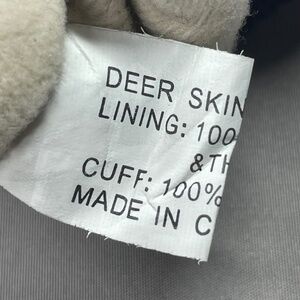 DEER SKIN
LINING: 100
&TH
CUFF: 100%
MADE IN C